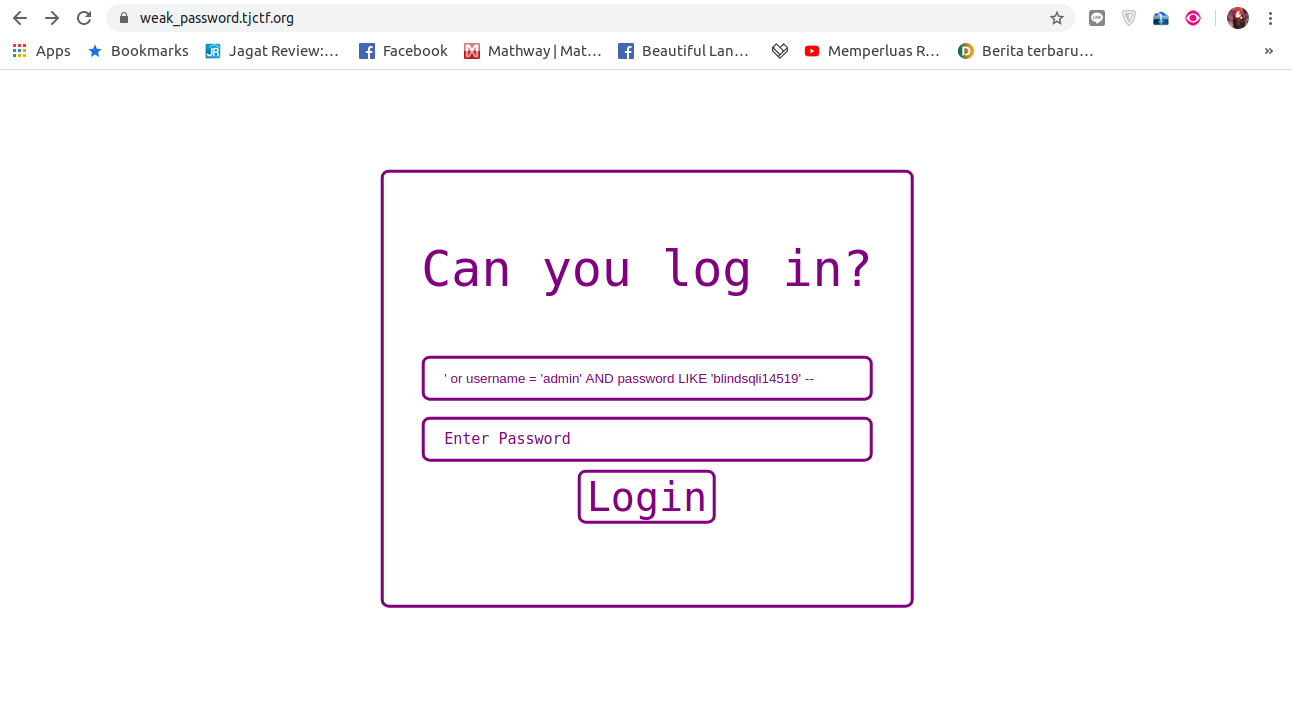 weak_password.tjctf.org
Apps Bookmarks Jagat Review:... Facebook Mathway | Mat... Beautiful Lan... Memperluas R... Berita terbaru... »
Can you log in?
' or username = 'admin' AND password LIKE 'blindsqli14519' --
Enter Password
Login